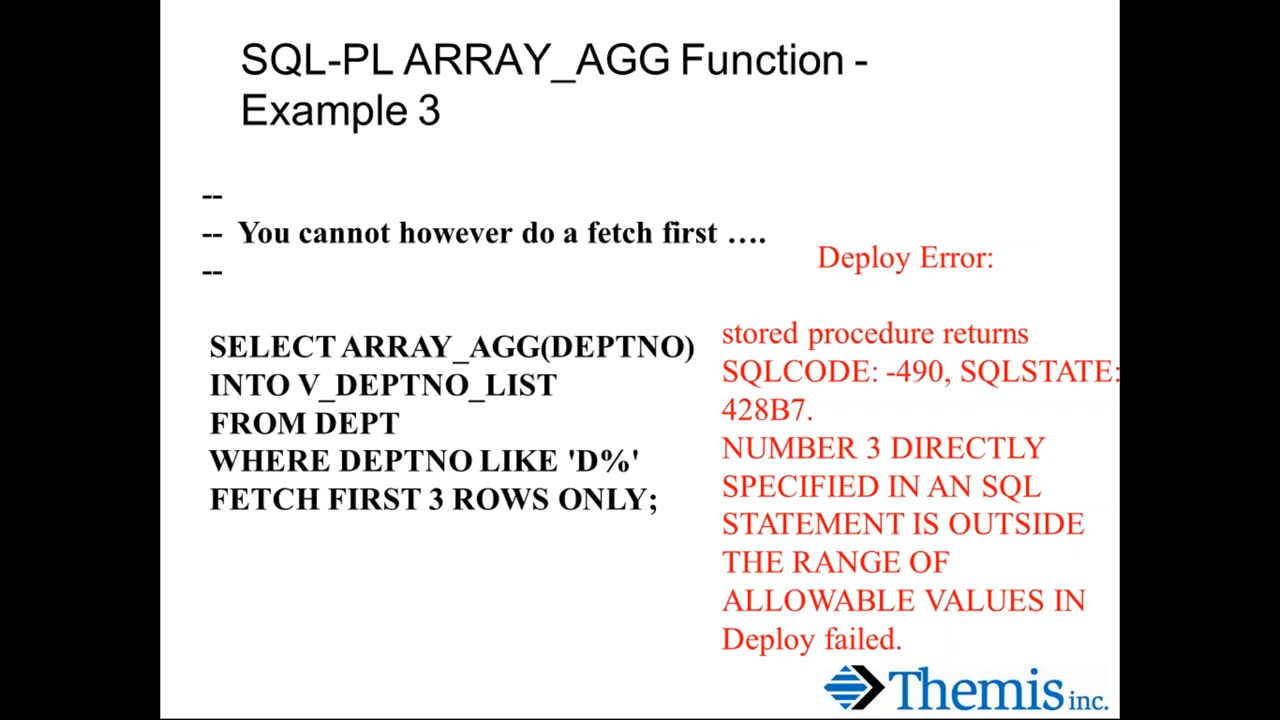 SQL-PL ARRAY_AGG Function -
Example 3
--
-- You cannot however do a fetch first ….
--
SELECT ARRAY_AGG(DEPTNO)
INTO V_DEPTNO_LIST
FROM DEPT
WHERE DEPTNO LIKE 'D%'
FETCH FIRST 3 ROWS ONLY;
Deploy Error:
stored procedure returns
SQLCODE: -490, SQLSTATE:
428B7.
NUMBER 3 DIRECTLY
SPECIFIED IN AN SQL
STATEMENT IS OUTSIDE
THE RANGE OF
ALLOWABLE VALUES IN
Deploy failed.
Themis inc.